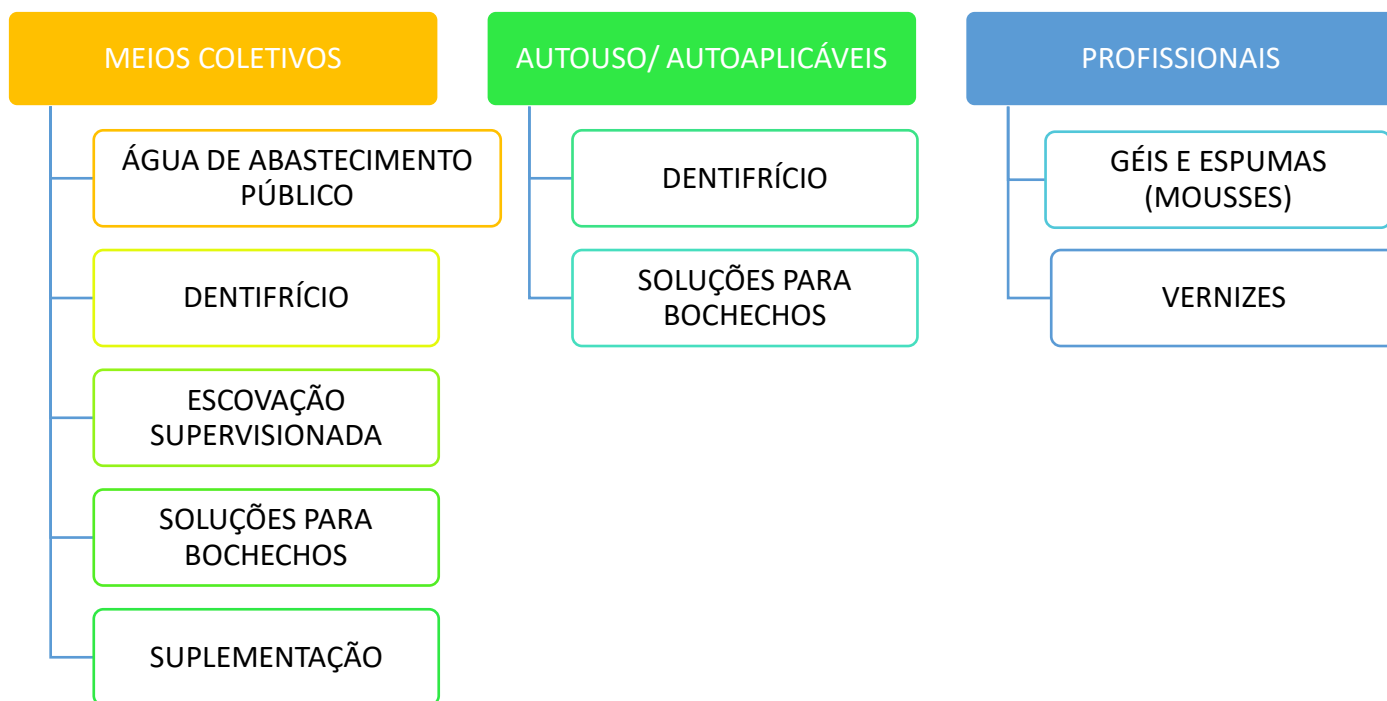 MEIOS COLETIVOS
ÁGUA DE ABASTECIMENTO
PÚBLICO
DENTIFRÍCIO
ESCOVAÇÃO
SUPERVISIONADA
SOLUÇÕES PARA
BOCHECHOS
SUPLEMENTAÇÃO
AUTOUSO/ AUTOAPLICÁVEIS
DENTIFRÍCIO
SOLUÇÕES PARA
BOCHECHOS
PROFISSIONAIS
GÉIS E ESPUMAS
(MOUSSES)
VERNIZES